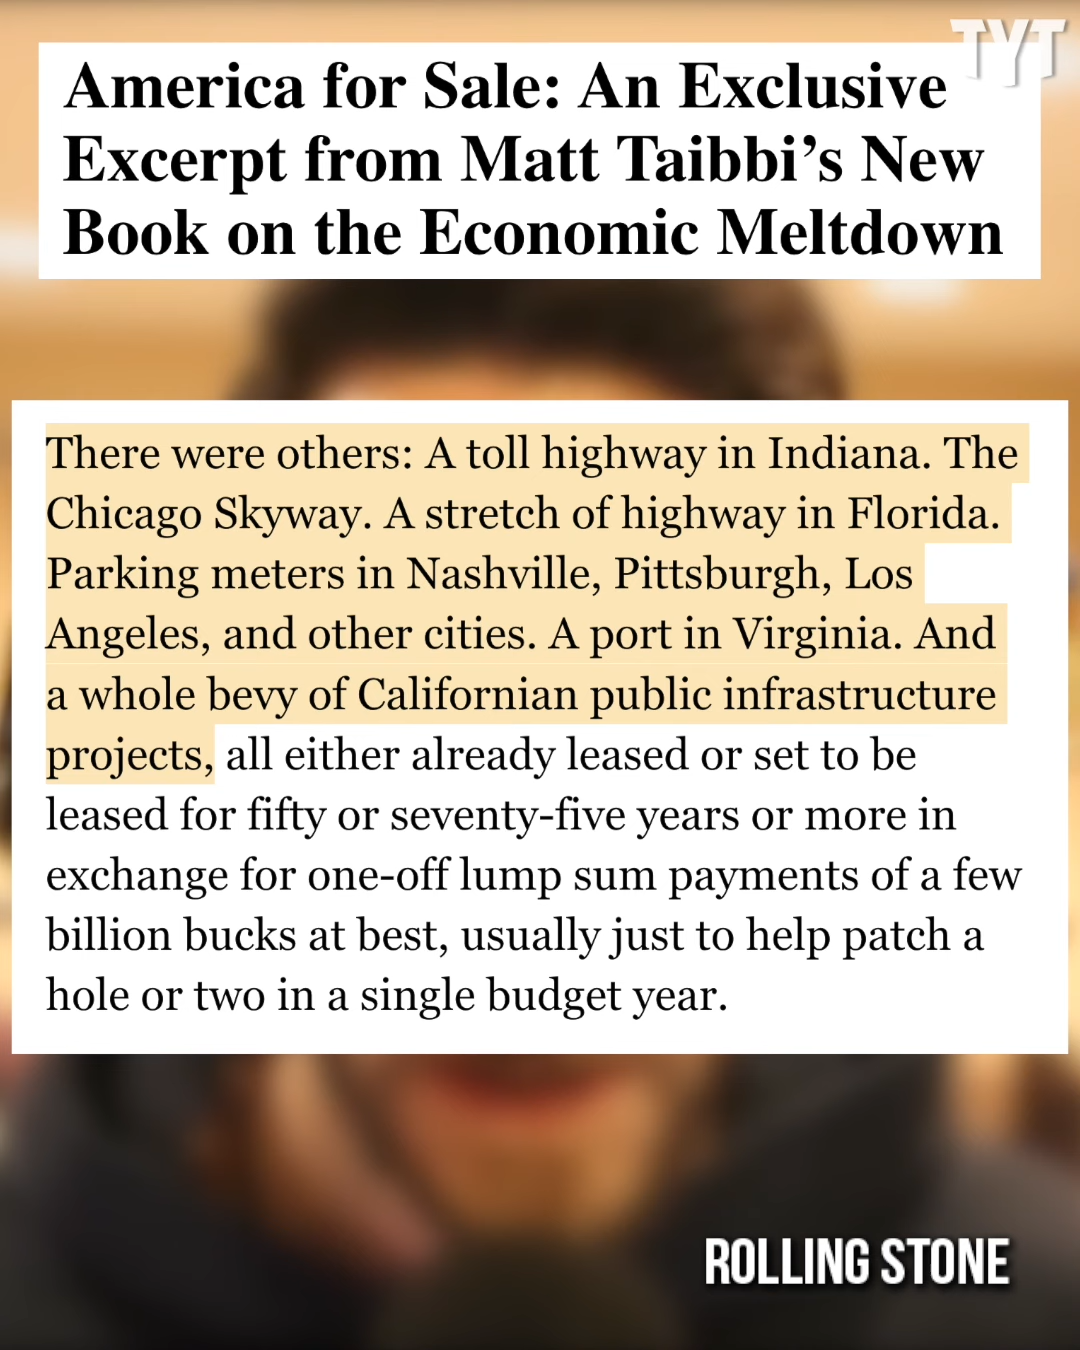 TYT
America for Sale: An Exclusive
Excerpt from Matt Taibbi’s New
Book on the Economic Meltdown
There were others: A toll highway in Indiana. The
Chicago Skyway. A stretch of highway in Florida.
Parking meters in Nashville, Pittsburgh, Los
Angeles, and other cities. A port in Virginia. And
a whole bevy of Californian public infrastructure
projects, all either already leased or set to be
leased for fifty or seventy-five years or more in
exchange for one-off lump sum payments of a few
billion bucks at best, usually just to help patch a
hole or two in a single budget year.
ROLLING STONE